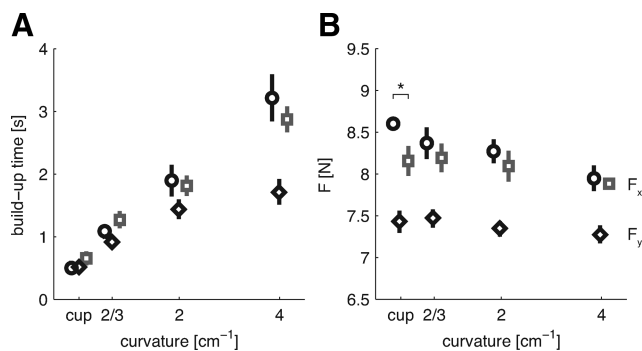 A
build-up time [s]
4
3
2
1
0
cup 2/3 2 4
curvature [cm⁻¹]
B
F [N]
9.5
9
8.5
8
7.5
7
6.5
*
Fₓ
Fᵧ
cup 2/3 2 4
curvature [cm⁻¹]